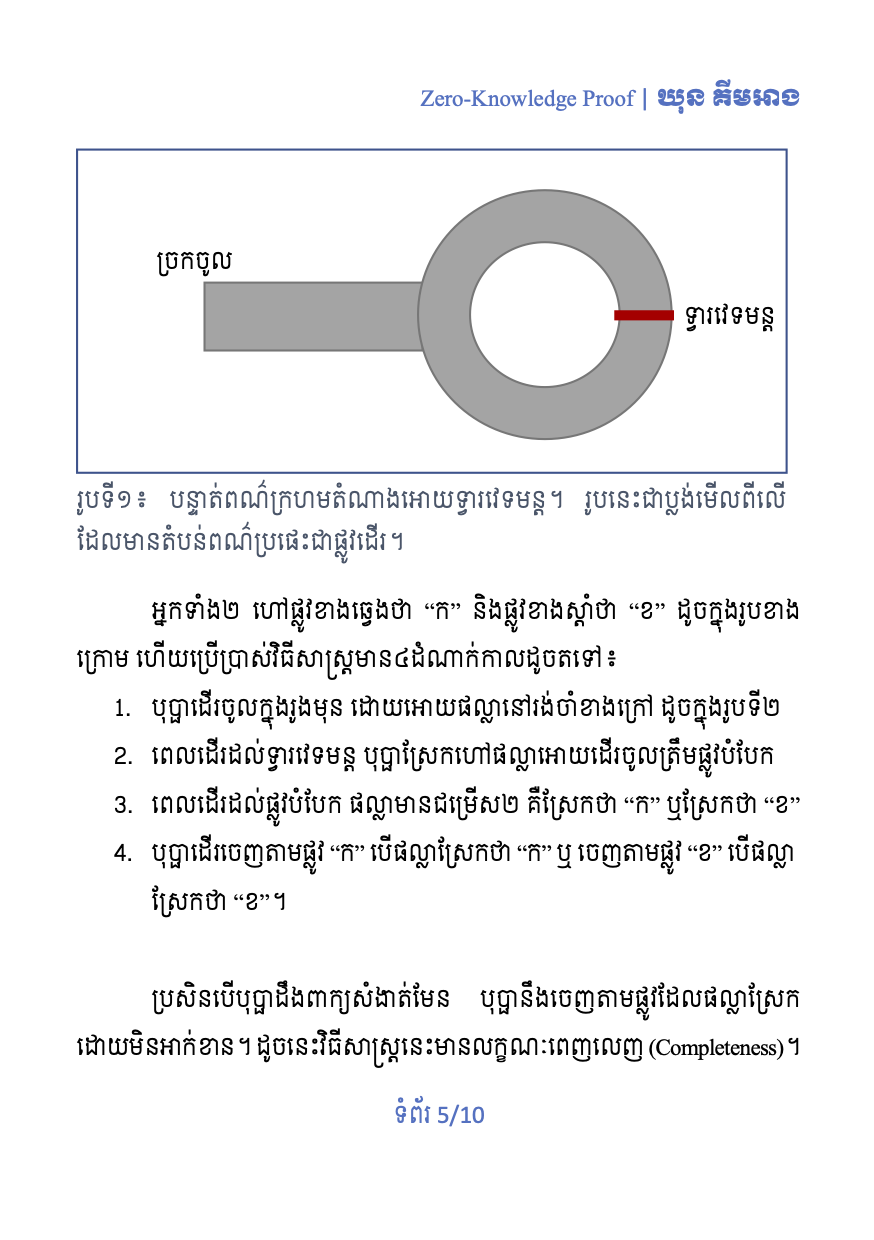 Zero-Knowledge Proof | ឃុន គីមអាង
ច្រកចូល
ទ្វារវេទមន្ត
រូបទី១៖ បន្ទាត់ពណ៌ក្រហមតំណាងអោយទ្វារវេទមន្ត។ រូបនេះជាប្លង់មើលពីលើ
ដែលមានតំបន់ពណ៌ប្រផេះជាផ្លូវដើរ។
អ្នកទាំង២ ហៅផ្លូវខាងឆ្វេងថា “ក” និងផ្លូវខាងស្ដាំថា “ខ” ដូចក្នុងរូបខាង
ក្រោម ហើយប្រើប្រាស់វិធីសាស្ត្រមាន៤ដំណាក់កាលដូចតទៅ៖
1. បុប្ផាដើរចូលក្នុងរូងមុន ដោយអោយផល្លានៅរង់ចាំខាងក្រៅ ដូចក្នុងរូបទី២
2. ពេលដើរដល់ទ្វារវេទមន្ត បុប្ផាស្រែកហៅផល្លាអោយដើរចូលត្រឹមផ្លូវបំបែក
3. ពេលដើរដល់ផ្លូវបំបែក ផល្លាមានជម្រើស២ គឺស្រែកថា “ក” ឬស្រែកថា “ខ”
4. បុប្ផាដើរចេញតាមផ្លូវ “ក” បើផល្លាស្រែកថា “ក” ឬ ចេញតាមផ្លូវ “ខ” បើផល្លា
ស្រែកថា “ខ”។
ប្រសិនបើបុប្ផាដឹងពាក្យសំងាត់មែន បុប្ផានឹងចេញតាមផ្លូវដែលផល្លាស្រែក
ដោយមិនអាក់ខាន។ ដូចនេះវិធីសាស្ត្រនេះមានលក្ខណៈពេញលេញ (Completeness)។
ទំព័រ 5/10